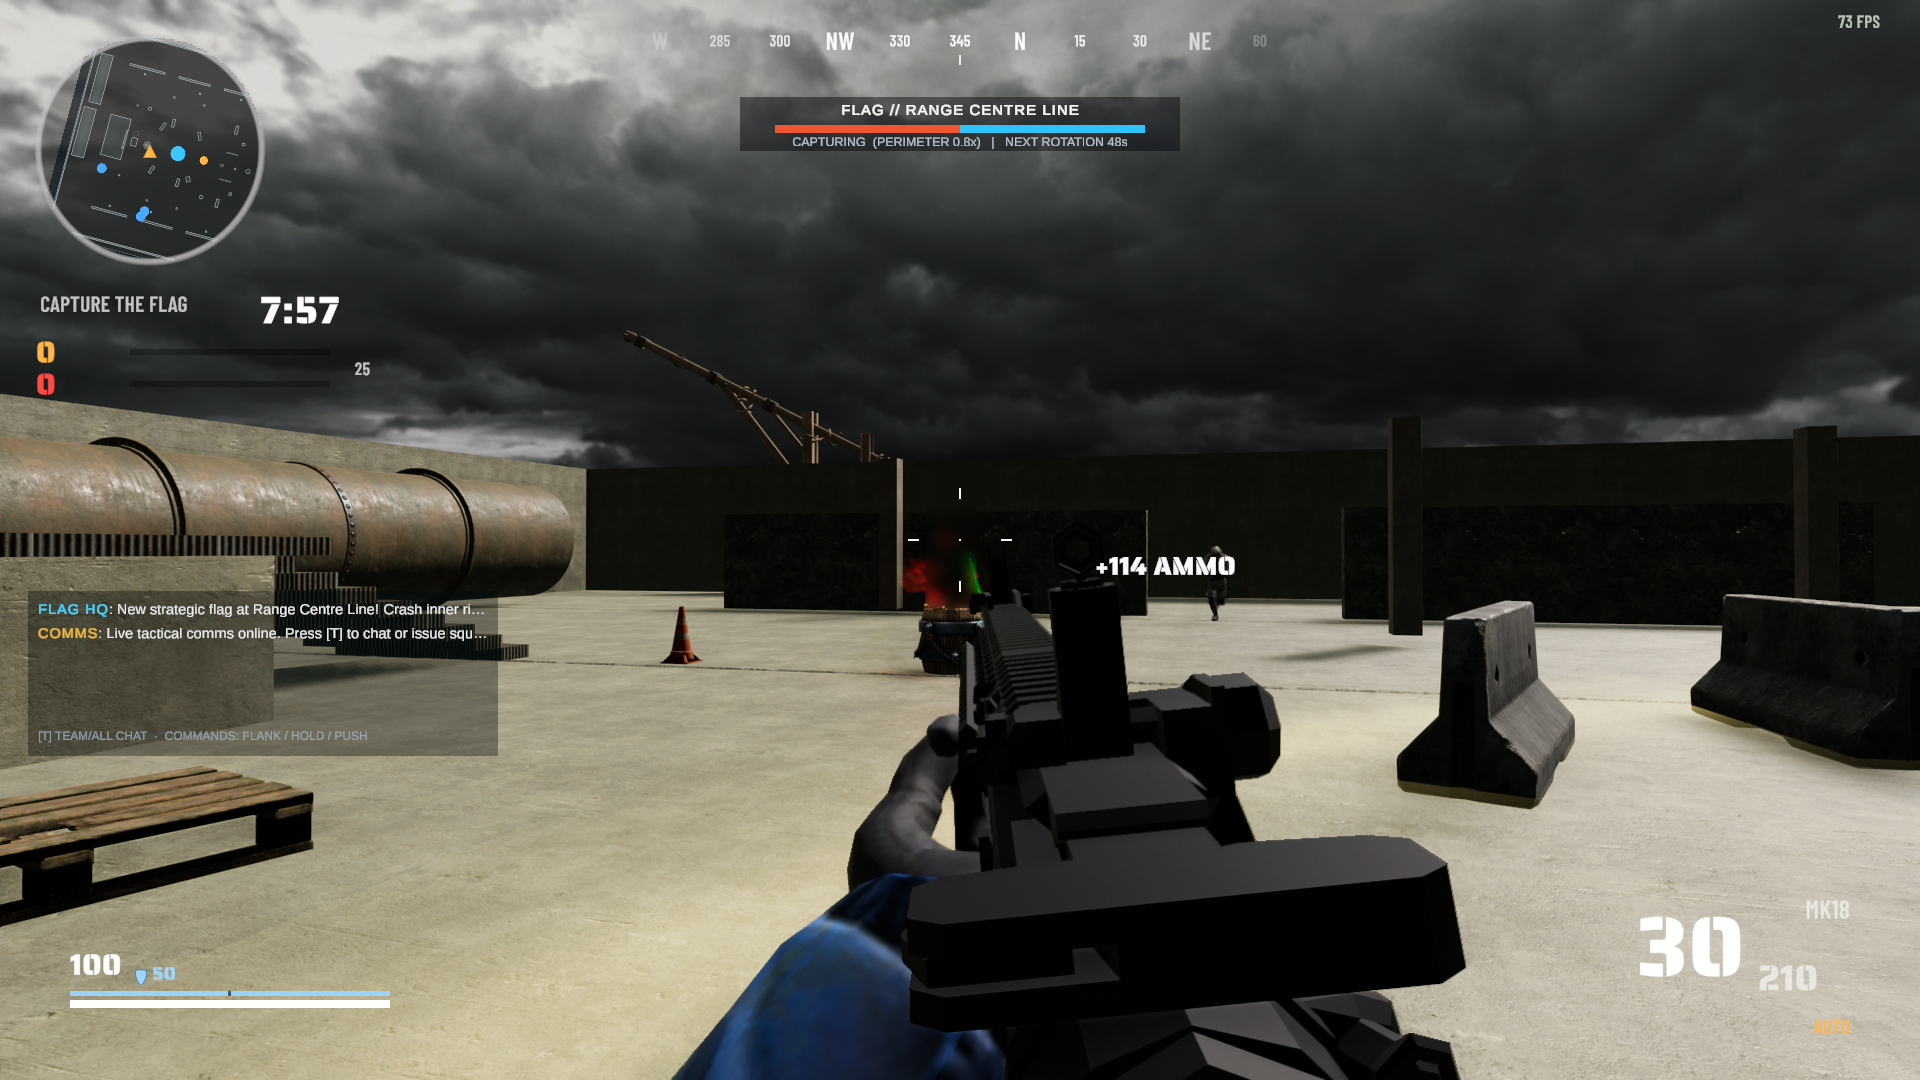 73 FPS
W 285 300 NW 330 345 N 15 30 NE 60
FLAG // RANGE CENTRE LINE
CAPTURING (PERIMETER 0.8x) | NEXT ROTATION 48s
CAPTURE THE FLAG 7:57
0
25
0
+114 AMMO
FLAG HQ: New strategic flag at Range Centre Line! Crash inner ri...
COMMS: Live tactical comms online. Press [T] to chat or issue squ...
[T] TEAM/ALL CHAT · COMMANDS: FLANK / HOLD / PUSH
100 50
MK18
30 210
AUTO